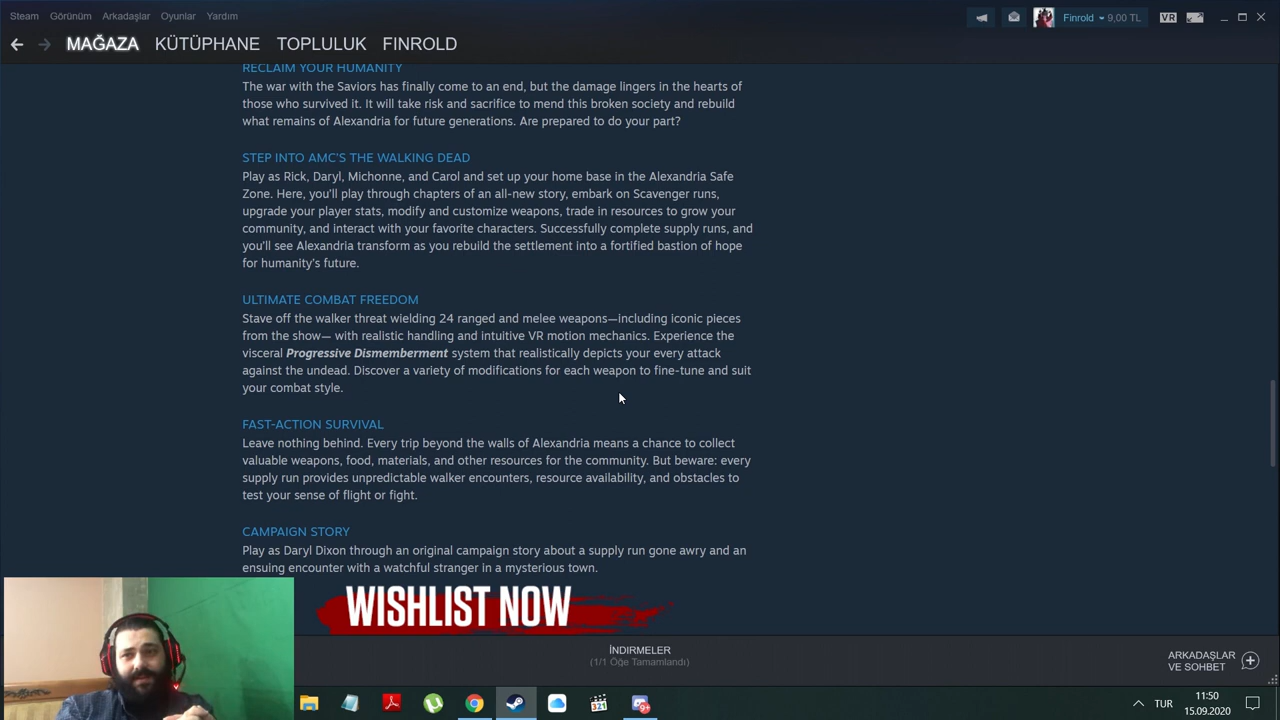 Steam Görünüm Arkadaşlar Oyunlar Yardım
Finrold 9,00 TL VR
MAĞAZA KÜTÜPHANE TOPLULUK FINROLD
RECLAIM YOUR HUMANITY
The war with the Saviors has finally come to an end, but the damage lingers in the hearts of
those who survived it. It will take risk and sacrifice to mend this broken society and rebuild
what remains of Alexandria for future generations. Are prepared to do your part?
STEP INTO AMC'S THE WALKING DEAD
Play as Rick, Daryl, Michonne, and Carol and set up your home base in the Alexandria Safe
Zone. Here, you'll play through chapters of an all-new story, embark on Scavenger runs,
upgrade your player stats, modify and customize weapons, trade in resources to grow your
community, and interact with your favorite characters. Successfully complete supply runs, and
you'll see Alexandria transform as you rebuild the settlement into a fortified bastion of hope
for humanity's future.
ULTIMATE COMBAT FREEDOM
Stave off the walker threat wielding 24 ranged and melee weapons—including iconic pieces
from the show— with realistic handling and intuitive VR motion mechanics. Experience the
visceral Progressive Dismemberment system that realistically depicts your every attack
against the undead. Discover a variety of modifications for each weapon to fine-tune and suit
your combat style.
FAST-ACTION SURVIVAL
Leave nothing behind. Every trip beyond the walls of Alexandria means a chance to collect
valuable weapons, food, materials, and other resources for the community. But beware: every
supply run provides unpredictable walker encounters, resource availability, and obstacles to
test your sense of flight or fight.
CAMPAIGN STORY
Play as Daryl Dixon through an original campaign story about a supply run gone awry and an
ensuing encounter with a watchful stranger in a mysterious town.
WISHLIST NOW
İNDİRMELER
(1/1 Öğe Tamamlandı)
ARKADAŞLAR
VE SOHBET
321
9+
TUR
11:50
15.09.2020